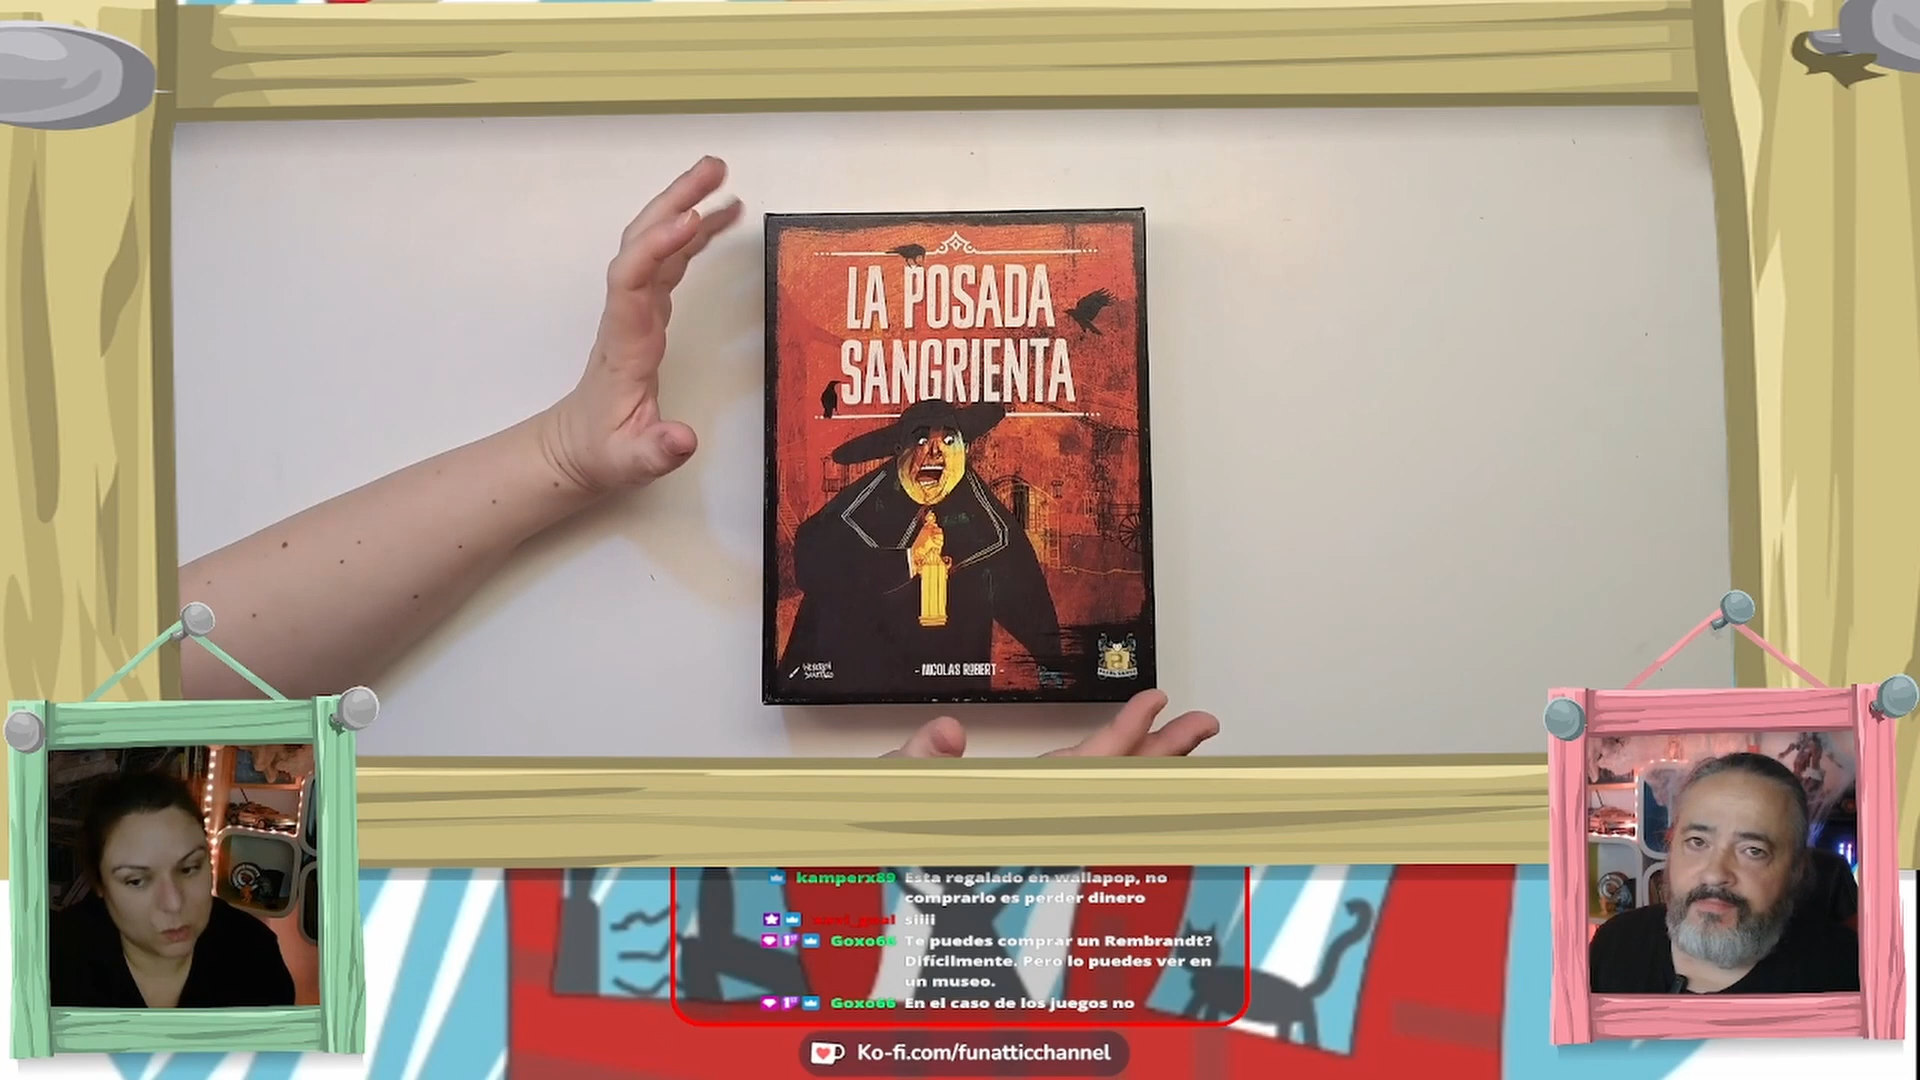 LA POSADA
SANGRIENTA
- NICOLAS ROBERT -
kamperx89 Esta regalado en wallapop, no
comprarlo es perder dinero
siiii
Goxo66 Te puedes comprar un Rembrandt?
Difícilmente. Pero lo puedes ver en
un museo.
Goxo66 En el caso de los juegos no
Ko-fi.com/funatticchannel